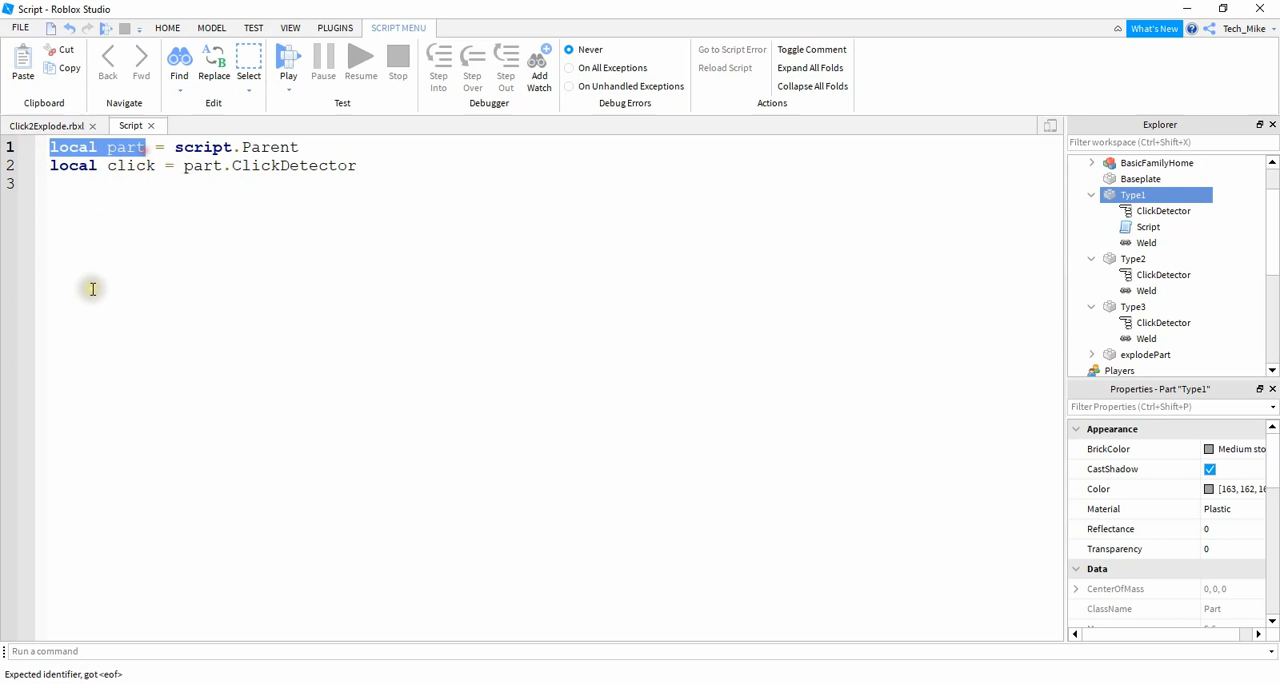 Script - Roblox Studio
FILE HOME MODEL TEST VIEW PLUGINS SCRIPT MENU What's New Tech_Mike
Paste Cut Copy Back Fwd Find Replace Select Play Pause Resume Stop Step Into Step Over Step Out Add Watch
Never
On All Exceptions
On Unhandled Exceptions
Go to Script Error
Reload Script
Toggle Comment
Expand All Folds
Collapse All Folds
Clipboard Navigate Edit Test Debugger Debug Errors Actions
Click2Explode.rbxl Script
1 local part = script.Parent
2 local click = part.ClickDetector
3
Explorer
Filter workspace (Ctrl+Shift+X)
BasicFamilyHome
Baseplate
Type1
ClickDetector
Script
Weld
Type2
ClickDetector
Weld
Type3
ClickDetector
Weld
explodePart
Players
Properties - Part "Type1"
Filter Properties (Ctrl+Shift+P)
Appearance
BrickColor Medium sto
CastShadow
Color [163, 162, 16
Material Plastic
Reflectance 0
Transparency 0
Data
CenterOfMass 0, 0, 0
ClassName Part
Run a command
Expected identifier, got <eof>